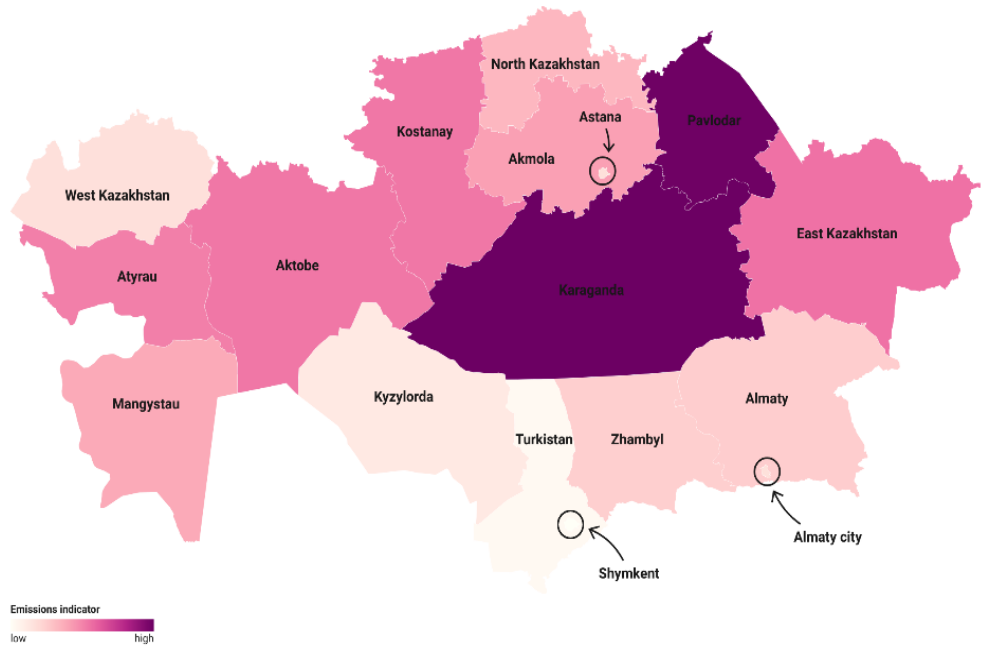 North Kazakhstan
Astana
Pavlodar
Kostanay
Akmola
West Kazakhstan
East Kazakhstan
Aktobe
Atyrau
Karaganda
Kyzylorda
Almaty
Mangystau
Turkistan
Zhambyl
Almaty city
Shymkent
Emissions indicator
low high